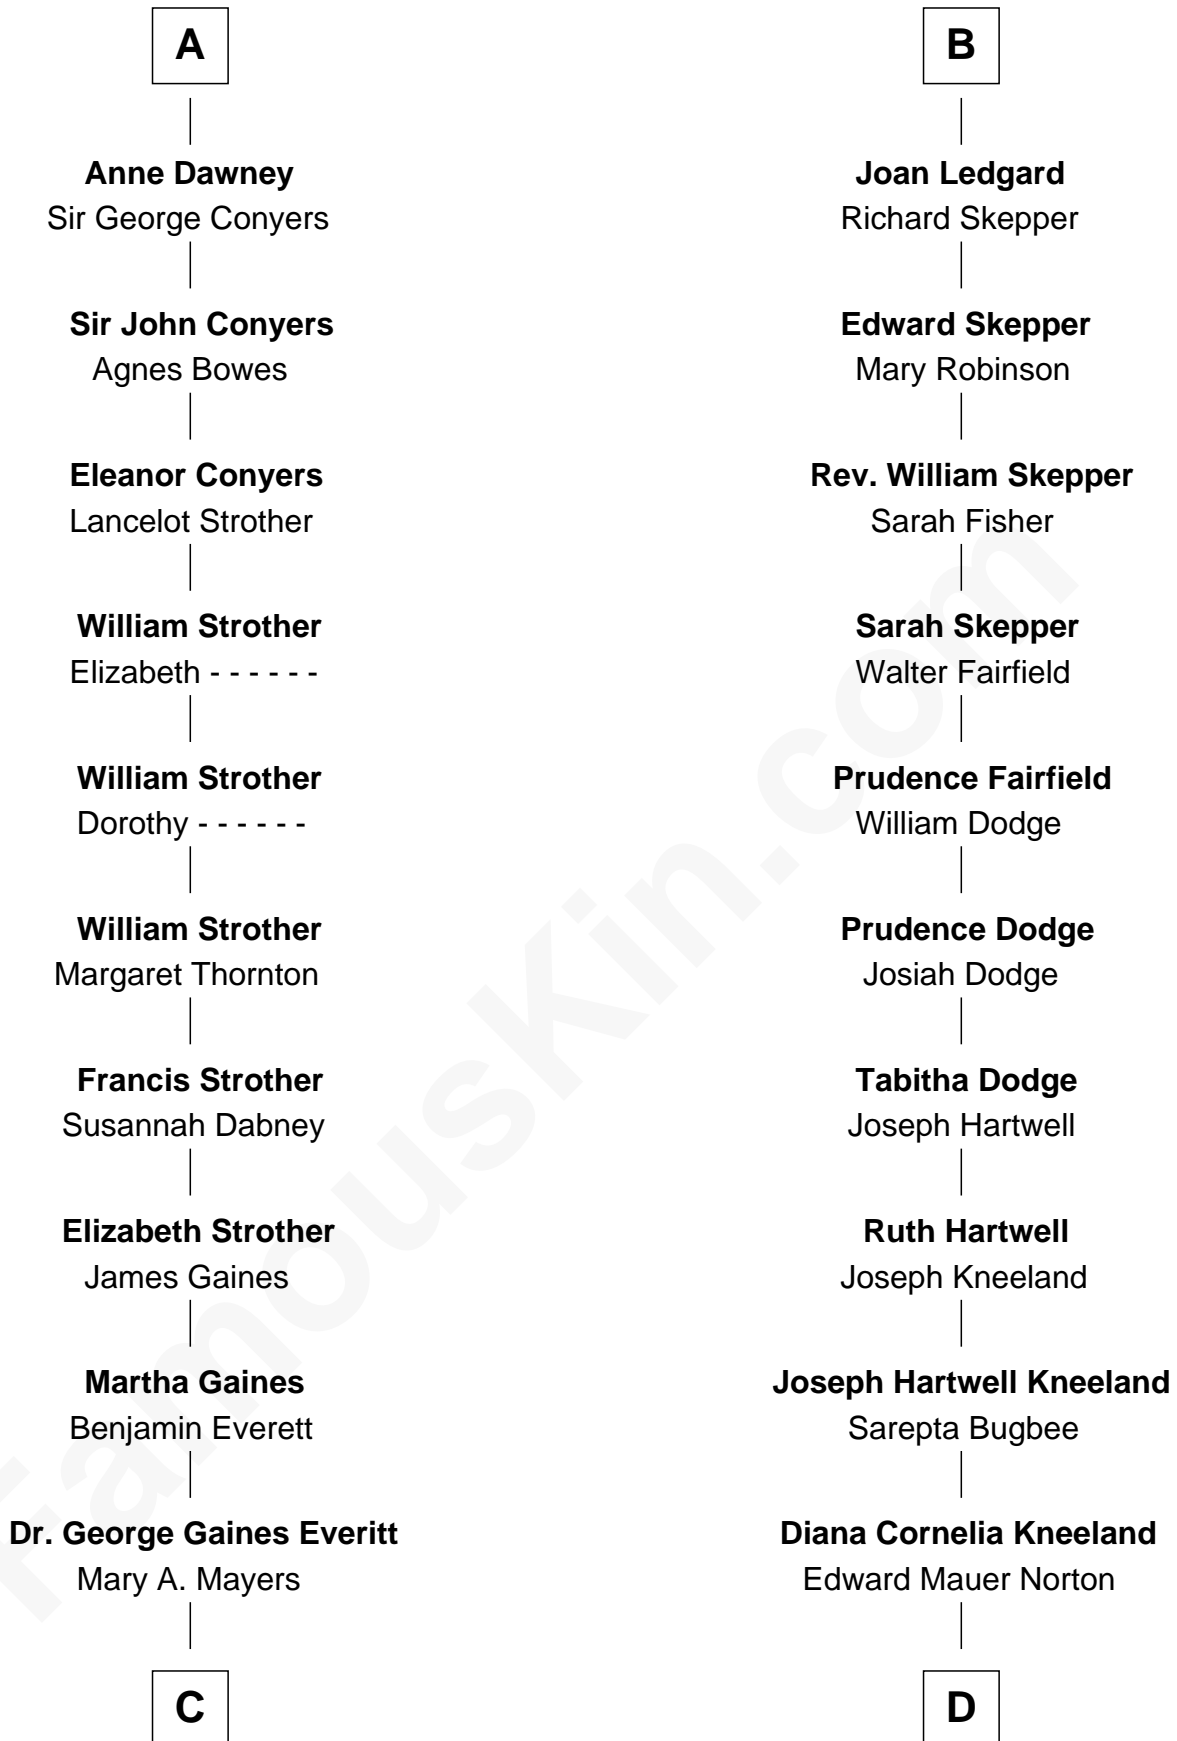 A
Anne Dawney
Sir George Conyers
Sir John Conyers
Agnes Bowes
Eleanor Conyers
Lancelot Strother
William Strother
Elizabeth - - - - - -
William Strother
Dorothy - - - - - -
William Strother
Margaret Thornton
Francis Strother
Susannah Dabney
Elizabeth Strother
James Gaines
Martha Gaines
Benjamin Everett
Dr. George Gaines Everitt
Mary A. Mayers
C
B
Joan Ledgard
Richard Skepper
Edward Skepper
Mary Robinson
Rev. William Skepper
Sarah Fisher
Sarah Skepper
Walter Fairfield
Prudence Fairfield
William Dodge
Prudence Dodge
Josiah Dodge
Tabitha Dodge
Joseph Hartwell
Ruth Hartwell
Joseph Kneeland
Joseph Hartwell Kneeland
Sarepta Bugbee
Diana Cornelia Kneeland
Edward Mauer Norton
D
FamousKin.com